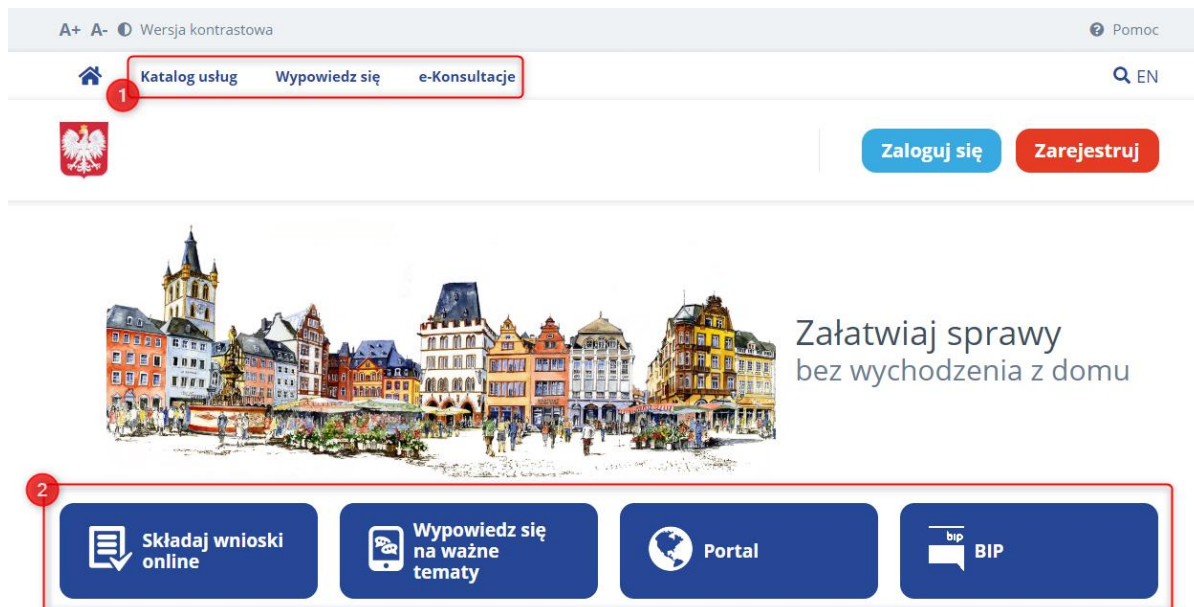 A+ A- Wersja kontrastowa Pomoc
Katalog usług Wypowiedz się e-Konsultacje EN
1
Zaloguj się Zarejestruj
Załatwiaj sprawy
bez wychodzenia z domu
2
Składaj wnioski
online
Wypowiedz się
na ważne
tematy
Portal
bip
BIP